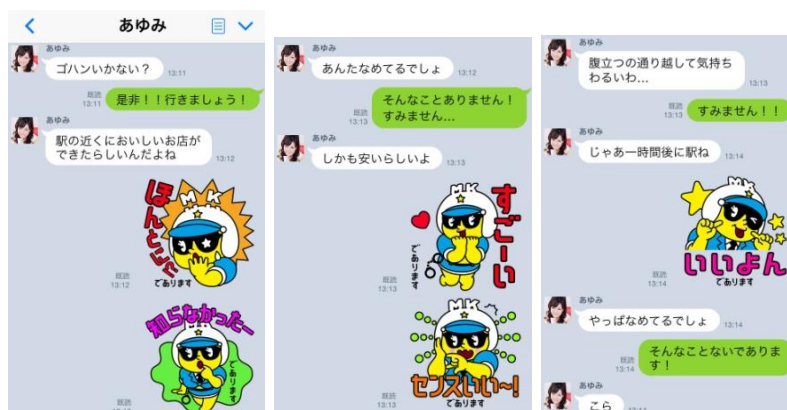 あゆみ
あゆみ
ゴハンいかない？
13:11
既読
13:11
是非！！行きましょう！
あゆみ
駅の近くにおいしいお店が
できたらしいんだよね
13:12
MK
ほんとに?
であります
既読
13:12
知らなかったー
であります
既読
あゆみ
あんたなめてるでしょ
13:12
そんなことありません！
すみません...
既読
13:13
あゆみ
しかも安いらしいよ
13:13
MK
すごーい
であります
既読
13:13
MK
センスいい~!
であります
既読
13:13
あゆみ
腹立つの通り越して気持ち
わるいわ...
13:13
既読
13:13
すみません！！
あゆみ
じゃあ一時間後に駅ね
13:14
MK
いいよん
であります
既読
13:14
あゆみ
やっぱなめてるでしょ
13:14
そんなことないでありま
す！
既読
13:14
あゆみ
こら